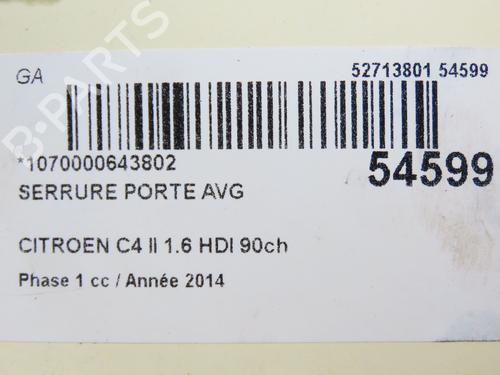 GA
52713801 54599
*1070000643802
54599
SERRURE PORTE AVG
CITROEN C4 II 1.6 HDI 90ch
Phase 1 cc / Année 2014
B-PARTS